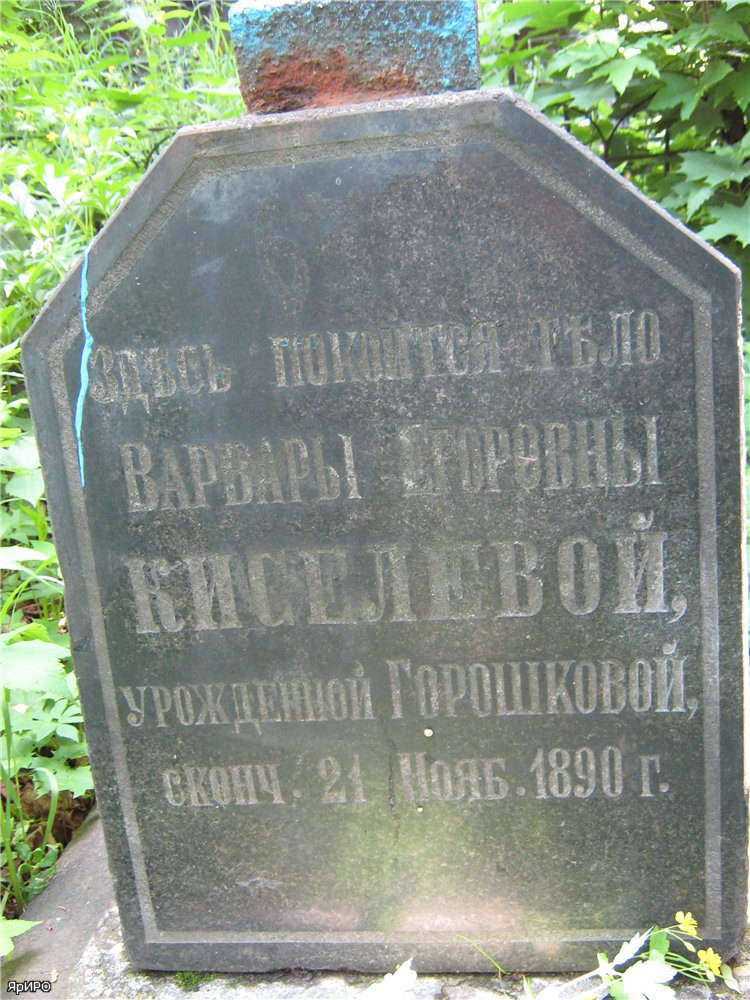 Здѣсь покоится тѣло
Варвары Егоровны
Киселевой,
урожденной Горошковой,
сконч. 21 Нояб. 1890 г.
ЯрИРО